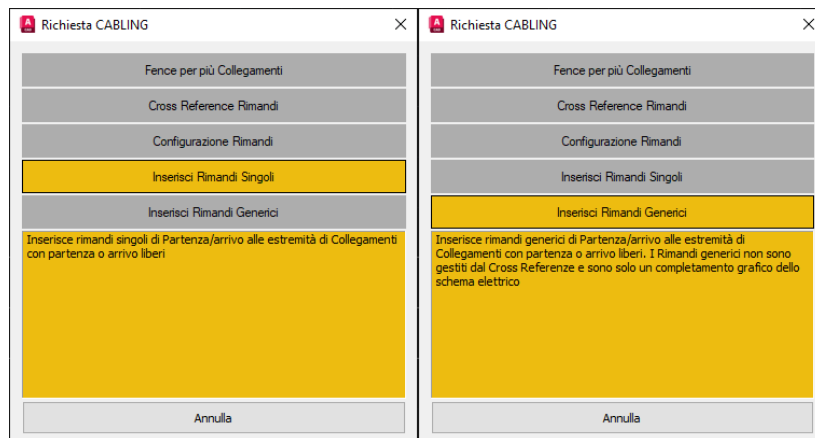 Richiesta CABLING
Fence per più Collegamenti
Cross Reference Rimandi
Configurazione Rimandi
Inserisci Rimandi Singoli
Inserisci Rimandi Generici
Inserisce rimandi singoli di Partenza/arrivo alle estremità di Collegamenti
con partenza o arrivo liberi
Annulla
Richiesta CABLING
Fence per più Collegamenti
Cross Reference Rimandi
Configurazione Rimandi
Inserisci Rimandi Singoli
Inserisci Rimandi Generici
Inserisce rimandi generici di Partenza/arrivo alle estremità di
Collegamenti con partenza o arrivo liberi. I Rimandi generici non sono
gestiti dal Cross Referenze e sono solo un completamento grafico dello
schema elettrico
Annulla